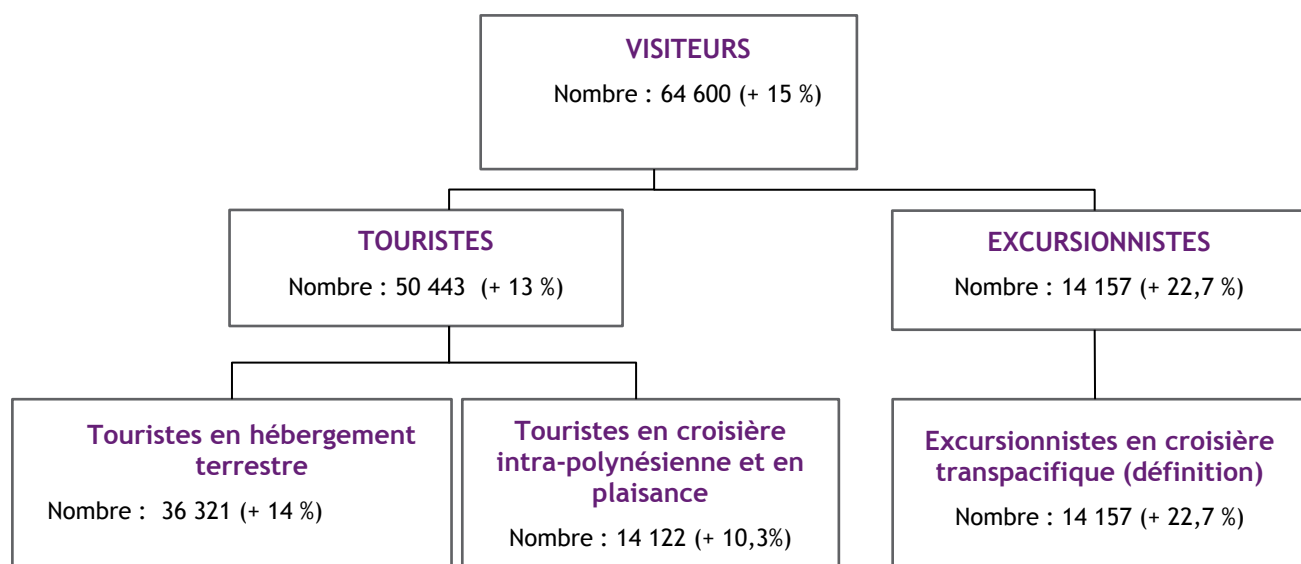 VISITEURS
Nombre : 64 600 (+ 15 %)
TOURISTES
Nombre : 50 443 (+ 13 %)
EXCURSIONNISTES
Nombre : 14 157 (+ 22,7 %)
Touristes en hébergement
terrestre
Nombre : 36 321 (+ 14 %)
Touristes en croisière
intra-polynésienne et en
plaisance
Nombre : 14 122 (+ 10,3%)
Excursionnistes en croisière
transpacifique (définition)
Nombre : 14 157 (+ 22,7 %)